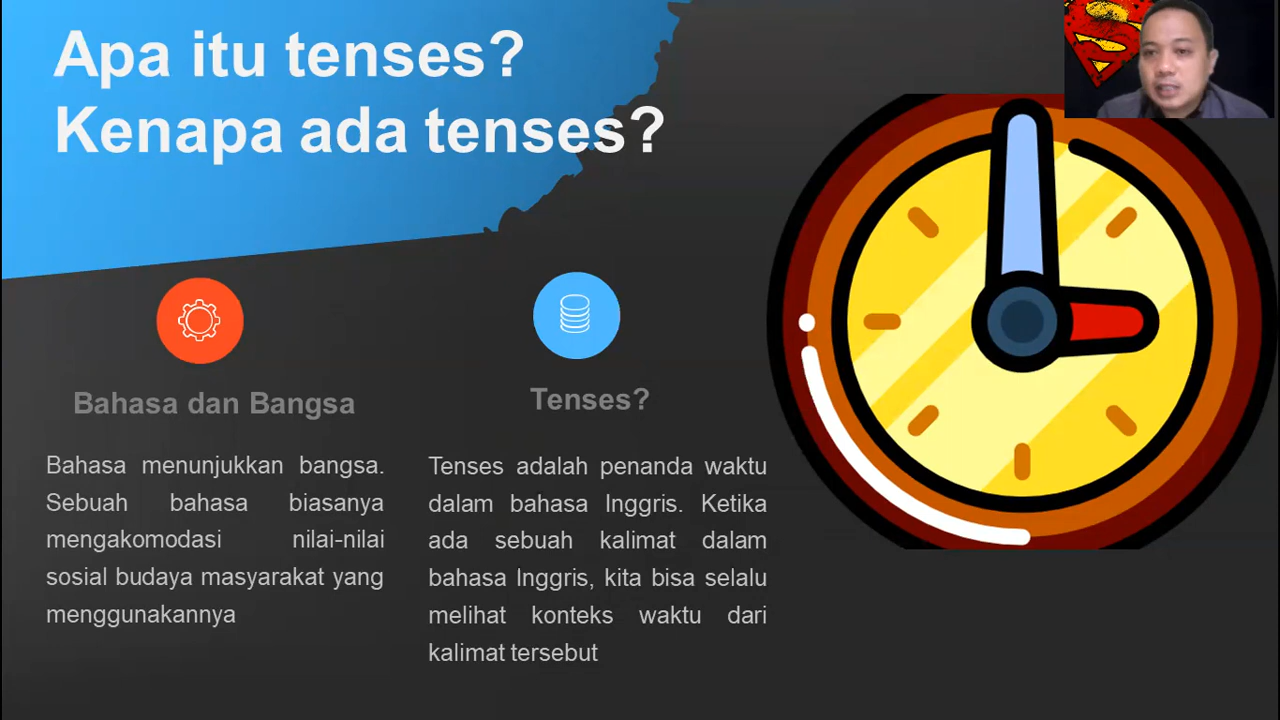 Apa itu tenses?
Kenapa ada tenses?
Bahasa dan Bangsa
Bahasa menunjukkan bangsa.
Sebuah bahasa biasanya
mengakomodasi nilai-nilai
sosial budaya masyarakat yang
menggunakannya
Tenses?
Tenses adalah penanda waktu
dalam bahasa Inggris. Ketika
ada sebuah kalimat dalam
bahasa Inggris, kita bisa selalu
melihat konteks waktu dari
kalimat tersebut